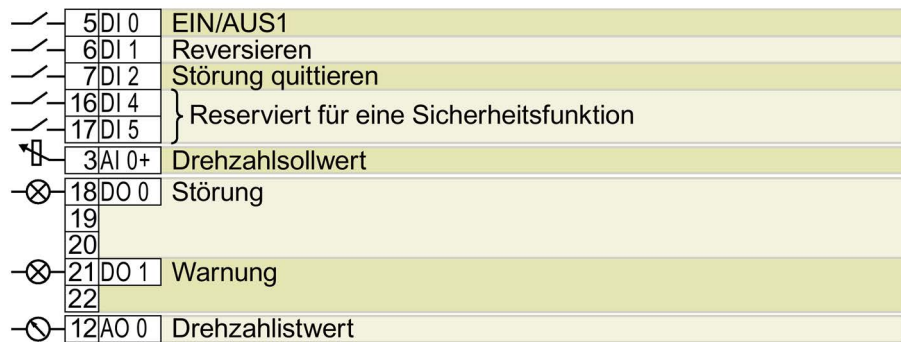 5 DI 0 EIN/AUS1
6 DI 1 Reversieren
7 DI 2 Störung quittieren
16 DI 4
Reserviert für eine Sicherheitsfunktion
17 DI 5
3 AI 0+ Drehzahlsollwert
18 DO 0 Störung
19
20
21 DO 1 Warnung
22
12 AO 0 Drehzahlistwert